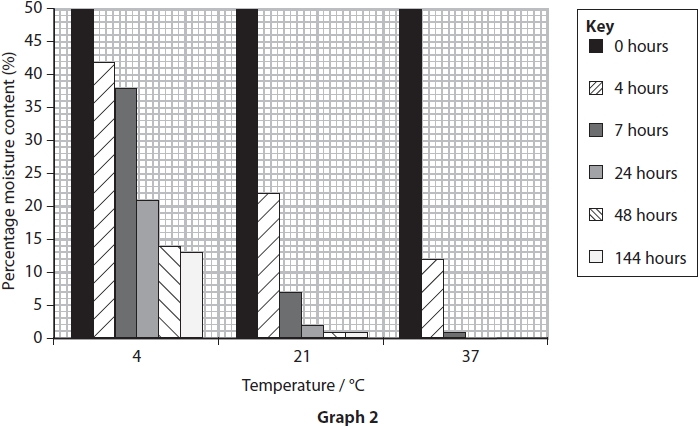 Percentage moisture content (%)
50
45
40
35
30
25
20
15
10
5
0
4
21
37
Temperature / °C
Graph 2
Key
0 hours
4 hours
7 hours
24 hours
48 hours
144 hours